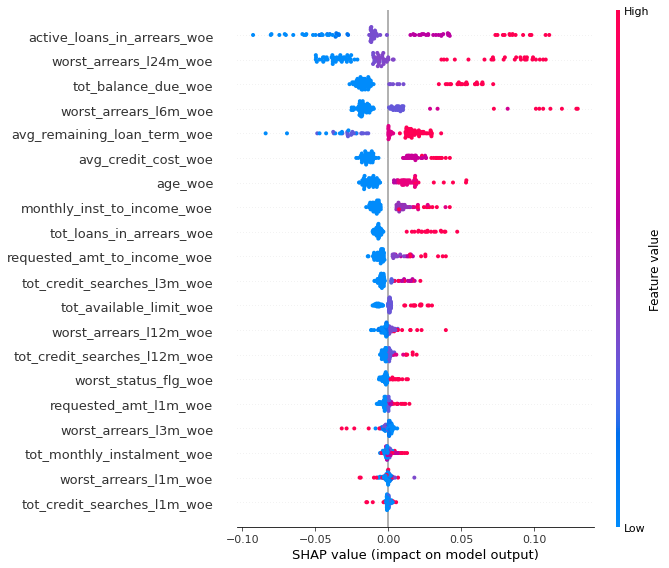 High
active_loans_in_arrears_woe
worst_arrears_l24m_woe
tot_balance_due_woe
worst_arrears_l6m_woe
avg_remaining_loan_term_woe
avg_credit_cost_woe
age_woe
monthly_inst_to_income_woe
tot_loans_in_arrears_woe
requested_amt_to_income_woe
tot_credit_searches_l3m_woe
tot_available_limit_woe
worst_arrears_l12m_woe
tot_credit_searches_l12m_woe
worst_status_flg_woe
requested_amt_l1m_woe
worst_arrears_l3m_woe
tot_monthly_instalment_woe
worst_arrears_l1m_woe
tot_credit_searches_l1m_woe
Feature value
Low
−0.10 −0.05 0.00 0.05 0.10
SHAP value (impact on model output)